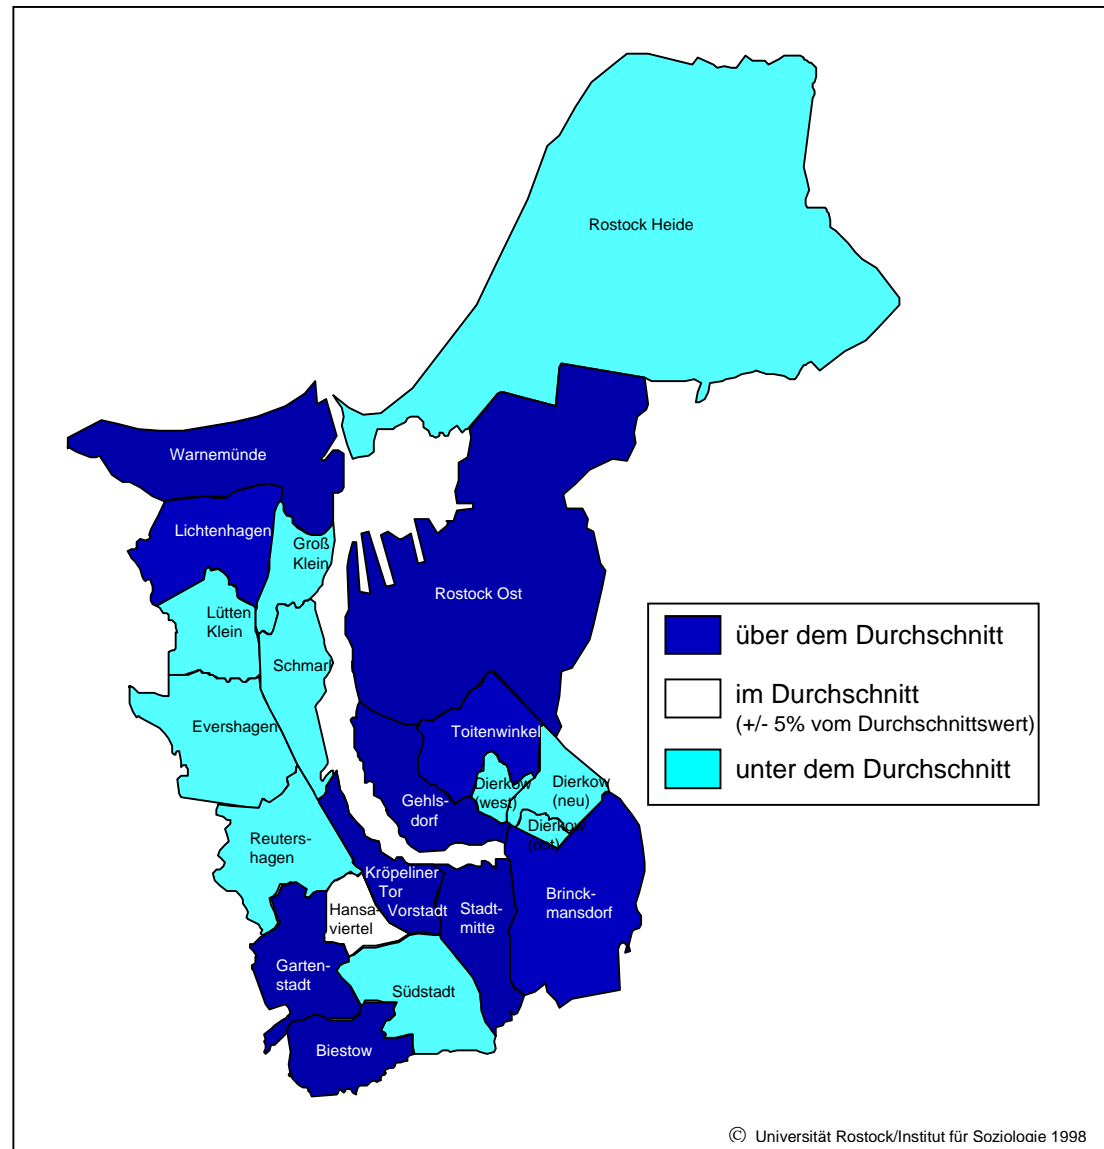 Rostock Heide
Warnemünde
Lichtenhagen
Groß
Klein
Rostock Ost
Lütten
Klein
Schmarl
Evershagen
Toitenwinkel
Dierkow
(west)
Dierkow
(neu)
Dierkow
(ost)
Gehls-
dorf
Reuters-
hagen
Kröpeliner
Tor
Vorstadt
Hansa-
viertel
Stadt-
mitte
Brinck-
mansdorf
Garten-
stadt
Südstadt
Biestow
über dem Durchschnitt
im Durchschnitt
(+/- 5% vom Durchschnittswert)
unter dem Durchschnitt
© Universität Rostock/Institut für Soziologie 1998